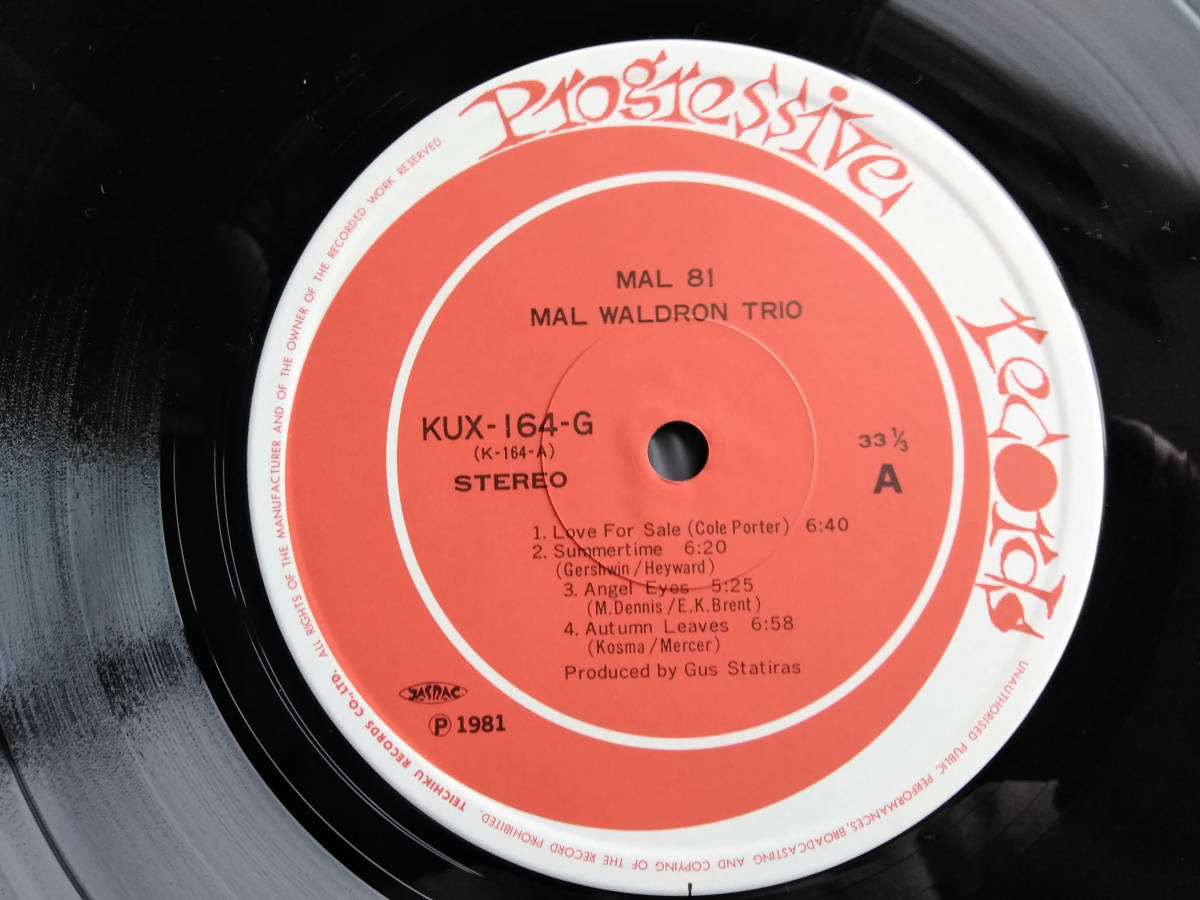 Progressive
records
MAL 81
MAL WALDRON TRIO
KUX-164-G
(K-164-A)
STEREO
33 1/3
A
1. Love For Sale (Cole Porter) 6:40
2. Summertime 6:20
(Gershwin/Heyward)
3. Angel Eyes 5:25
(M.Dennis/E.K.Brent)
4. Autumn Leaves 6:58
(Kosma/Mercer)
Produced by Gus Statiras
JASRAC
Ⓟ 1981
TEICHIKU RECORDS CO.,LTD. ALL RIGHTS OF THE MANUFACTURER AND OF THE OWNER OF THE RECORDED WORK RESERVED.
UNAUTHORISED PUBLIC PERFORMANCES, BROADCASTING AND COPYING OF THE RECORD PROHIBITED.